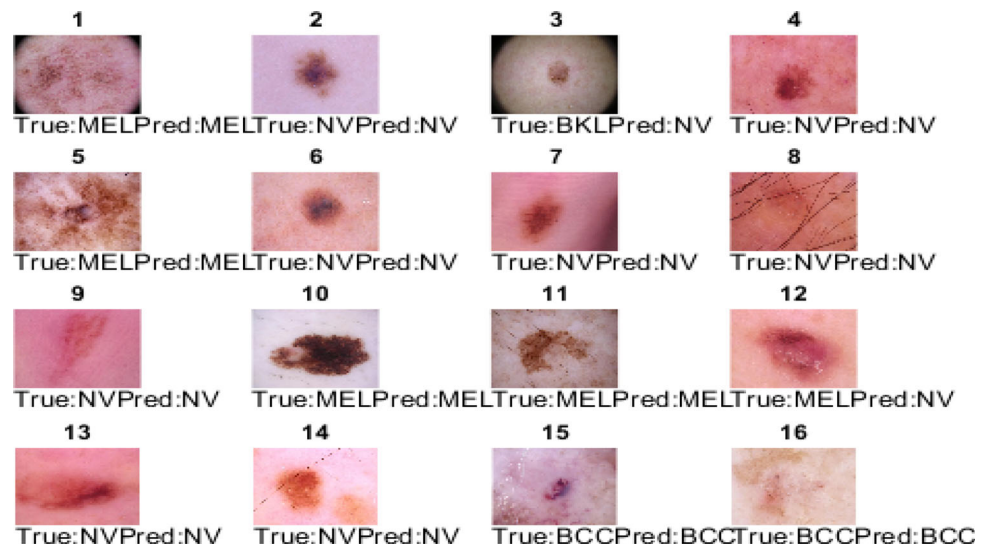 1 2 3 4
True:MELPred:MELTrue:NVPred:NV True:BKLPred:NV True:NVPred:NV
5 6 7 8
True:MELPred:MELTrue:NVPred:NV True:NVPred:NV True:NVPred:NV
9 10 11 12
True:NVPred:NV True:MELPred:MELTrue:MELPred:MELTrue:MELPred:NV
13 14 15 16
True:NVPred:NV True:NVPred:NV True:BCCPred:BCCTrue:BCCPred:BCC